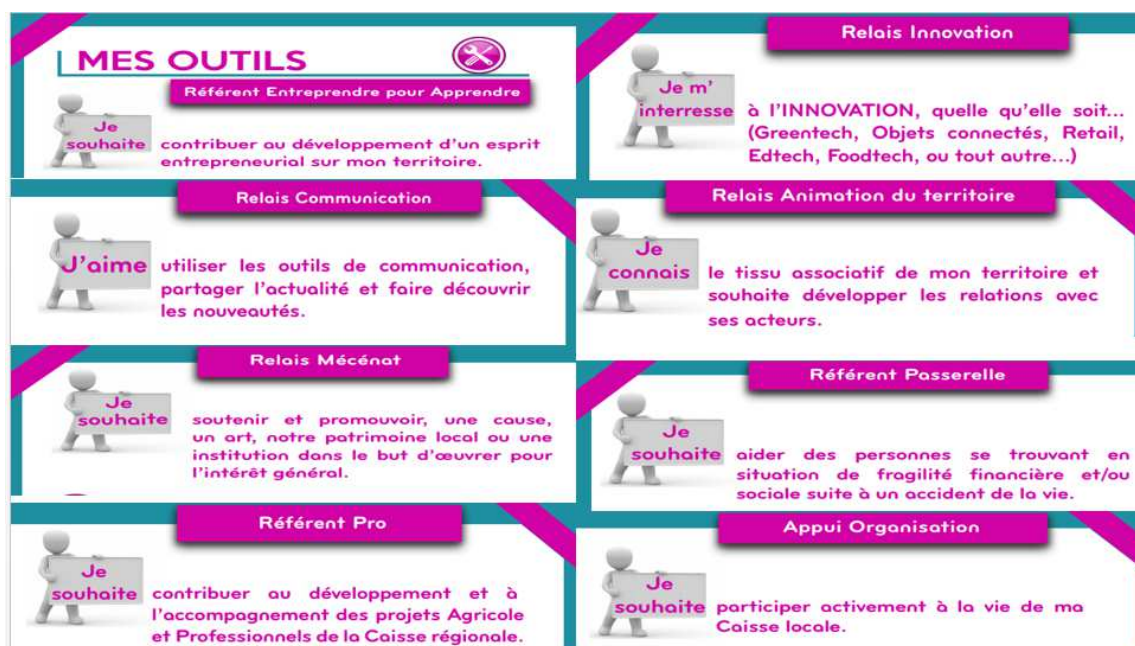 MES OUTILS
Référent Entreprendre pour Apprendre
Je
souhaite
contribuer au développement d'un esprit
entrepreneurial sur mon territoire.
Relais Innovation
Je m'
interresse
à l'INNOVATION, quelle qu'elle soit...
(Greentech, Objets connectés, Retail,
Edtech, Foodtech, ou tout autre...)
Relais Communication
J'aime
utiliser les outils de communication,
partager l'actualité et faire découvrir
les nouveautés.
Relais Animation du territoire
Je
connais
le tissu associatif de mon territoire et
souhaite développer les relations avec
ses acteurs.
Relais Mécénat
Je
souhaite
soutenir et promouvoir, une cause,
un art, notre patrimoine local ou une
institution dans le but d'œuvrer pour
l'intérêt général.
Référent Passerelle
Je
souhaite
aider des personnes se trouvant en
situation de fragilité financière et/ou
sociale suite à un accident de la vie.
Référent Pro
Je
souhaite
contribuer au développement et à
l'accompagnement des projets Agricole
et Professionnels de la Caisse régionale.
Appui Organisation
Je
souhaite
participer activement à la vie de ma
Caisse locale.